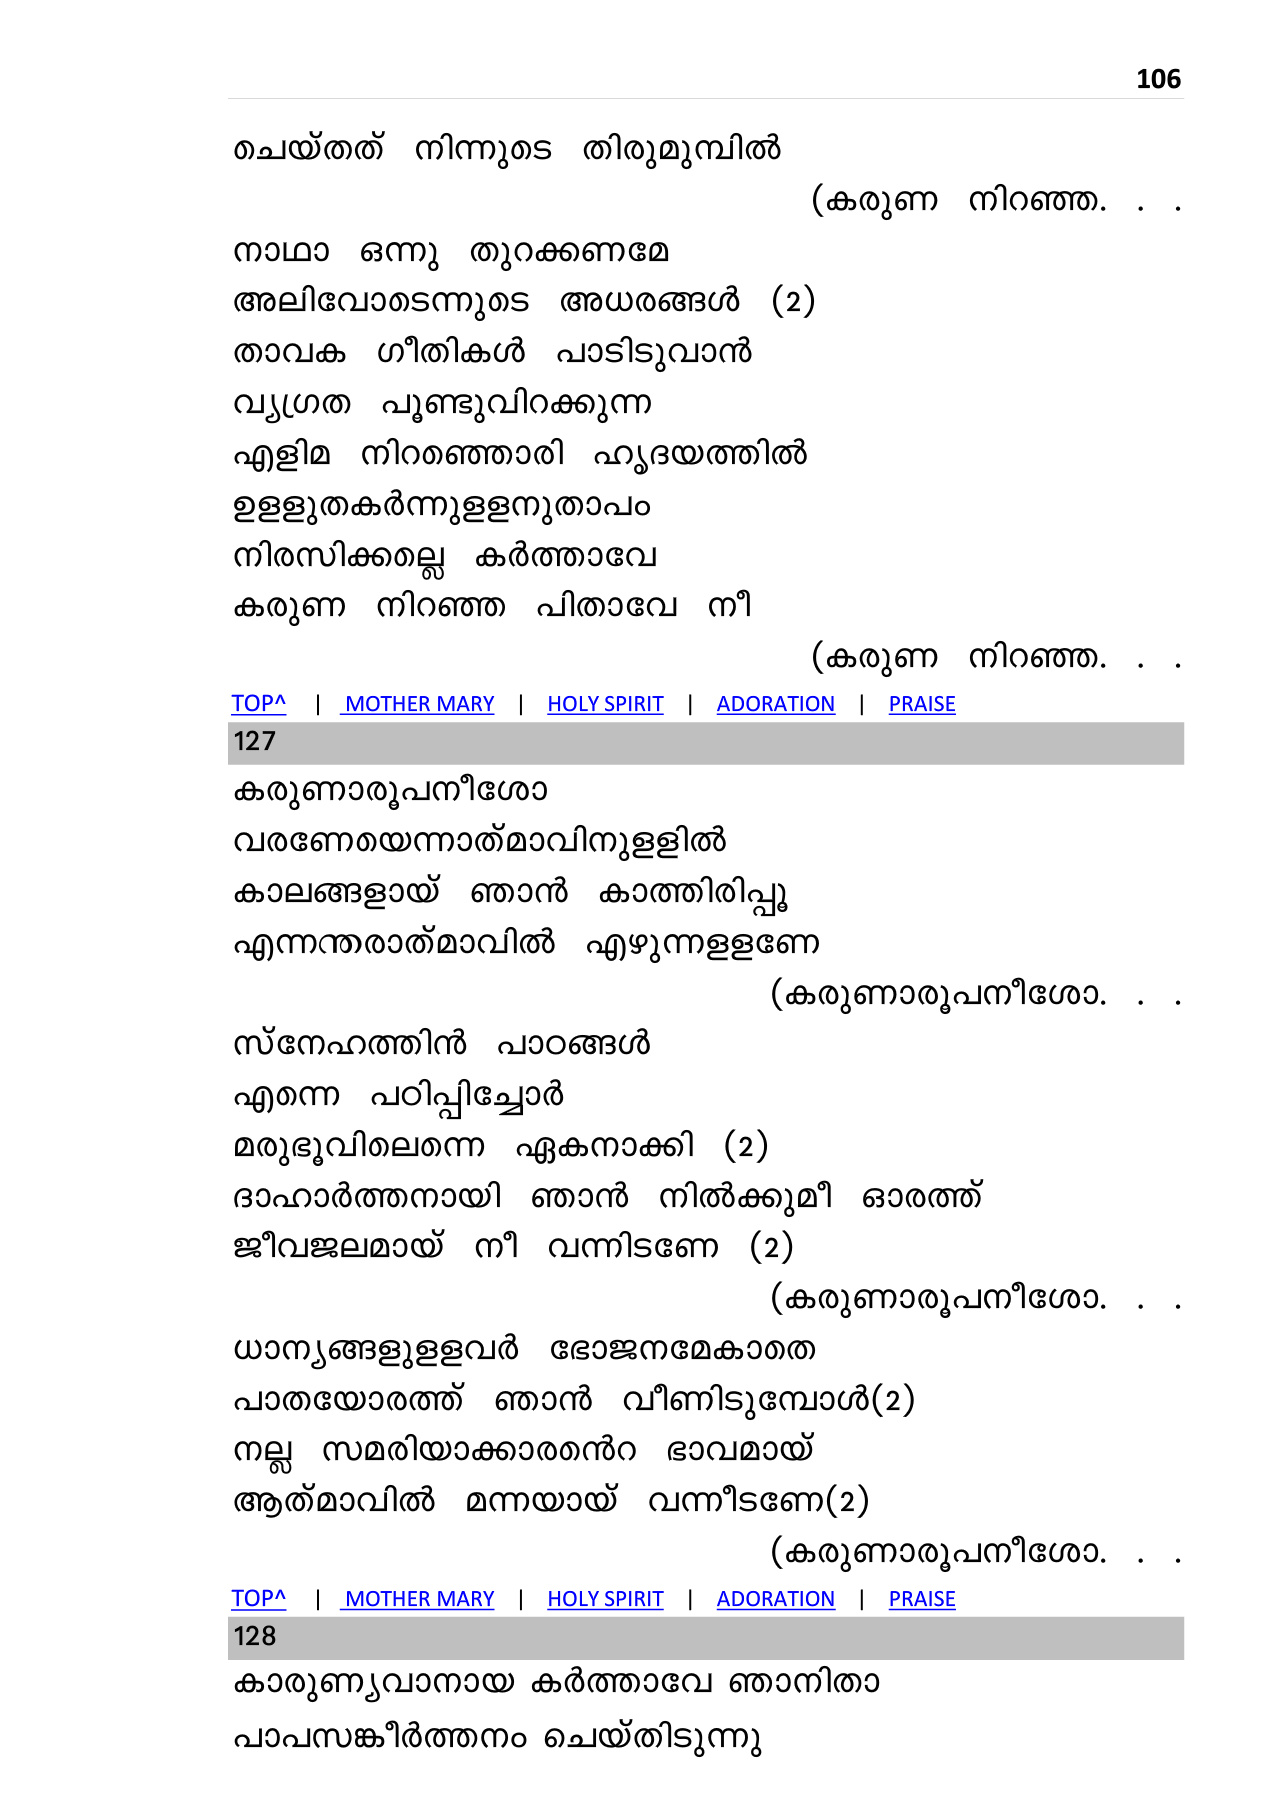 106
ചെയ്തത് നിന്നുടെ തിരുമുമ്പിൽ
(കരുണ നിറഞ്ഞ. . .
നാഥാ ഒന്നു തുറക്കണമേ
അലിവോടെന്നുടെ അധരങ്ങൾ (2)
താവക ഗീതികൾ പാടിടുവാൻ
വ്യഗ്രത പൂണ്ടുവിറക്കുന്ന
എളിമ നിറഞ്ഞൊരി ഹൃദയത്തിൽ
ഉളളുതകർന്നുളളനുതാപം
നിരസിക്കല്ലെ കർത്താവേ
കരുണ നിറഞ്ഞ പിതാവേ നീ
(കരുണ നിറഞ്ഞ. . .
TOP^ | MOTHER MARY | HOLY SPIRIT | ADORATION | PRAISE
127
കരുണാരൂപനീശോ
വരണേയെന്നാത്മാവിനുളളിൽ
കാലങ്ങളായ് ഞാൻ കാത്തിരിപ്പൂ
എന്നന്തരാത്മാവിൽ എഴുന്നളളണേ
(കരുണാരൂപനീശോ. . .
സ്നേഹത്തിൻ പാഠങ്ങൾ
എന്നെ പഠിപ്പിച്ചോർ
മരുഭൂവിലെന്നെ ഏകനാക്കി (2)
ദാഹാർത്തനായി ഞാൻ നിൽക്കുമീ ഓരത്ത്
ജീവജലമായ് നീ വന്നിടണേ (2)
(കരുണാരൂപനീശോ. . .
ധാന്യങ്ങളുളളവർ ഭോജനമേകാതെ
പാതയോരത്ത് ഞാൻ വീണിടുമ്പോൾ(2)
നല്ല സമരിയാക്കാരൻെറ ഭാവമായ്
ആത്മാവിൽ മന്നയായ് വന്നീടണേ(2)
(കരുണാരൂപനീശോ. . .
TOP^ | MOTHER MARY | HOLY SPIRIT | ADORATION | PRAISE
128
കാരുണ്യവാനായ കർത്താവേ ഞാനിതാ
പാപസങ്കീർത്തനം ചെയ്തിടുന്നു